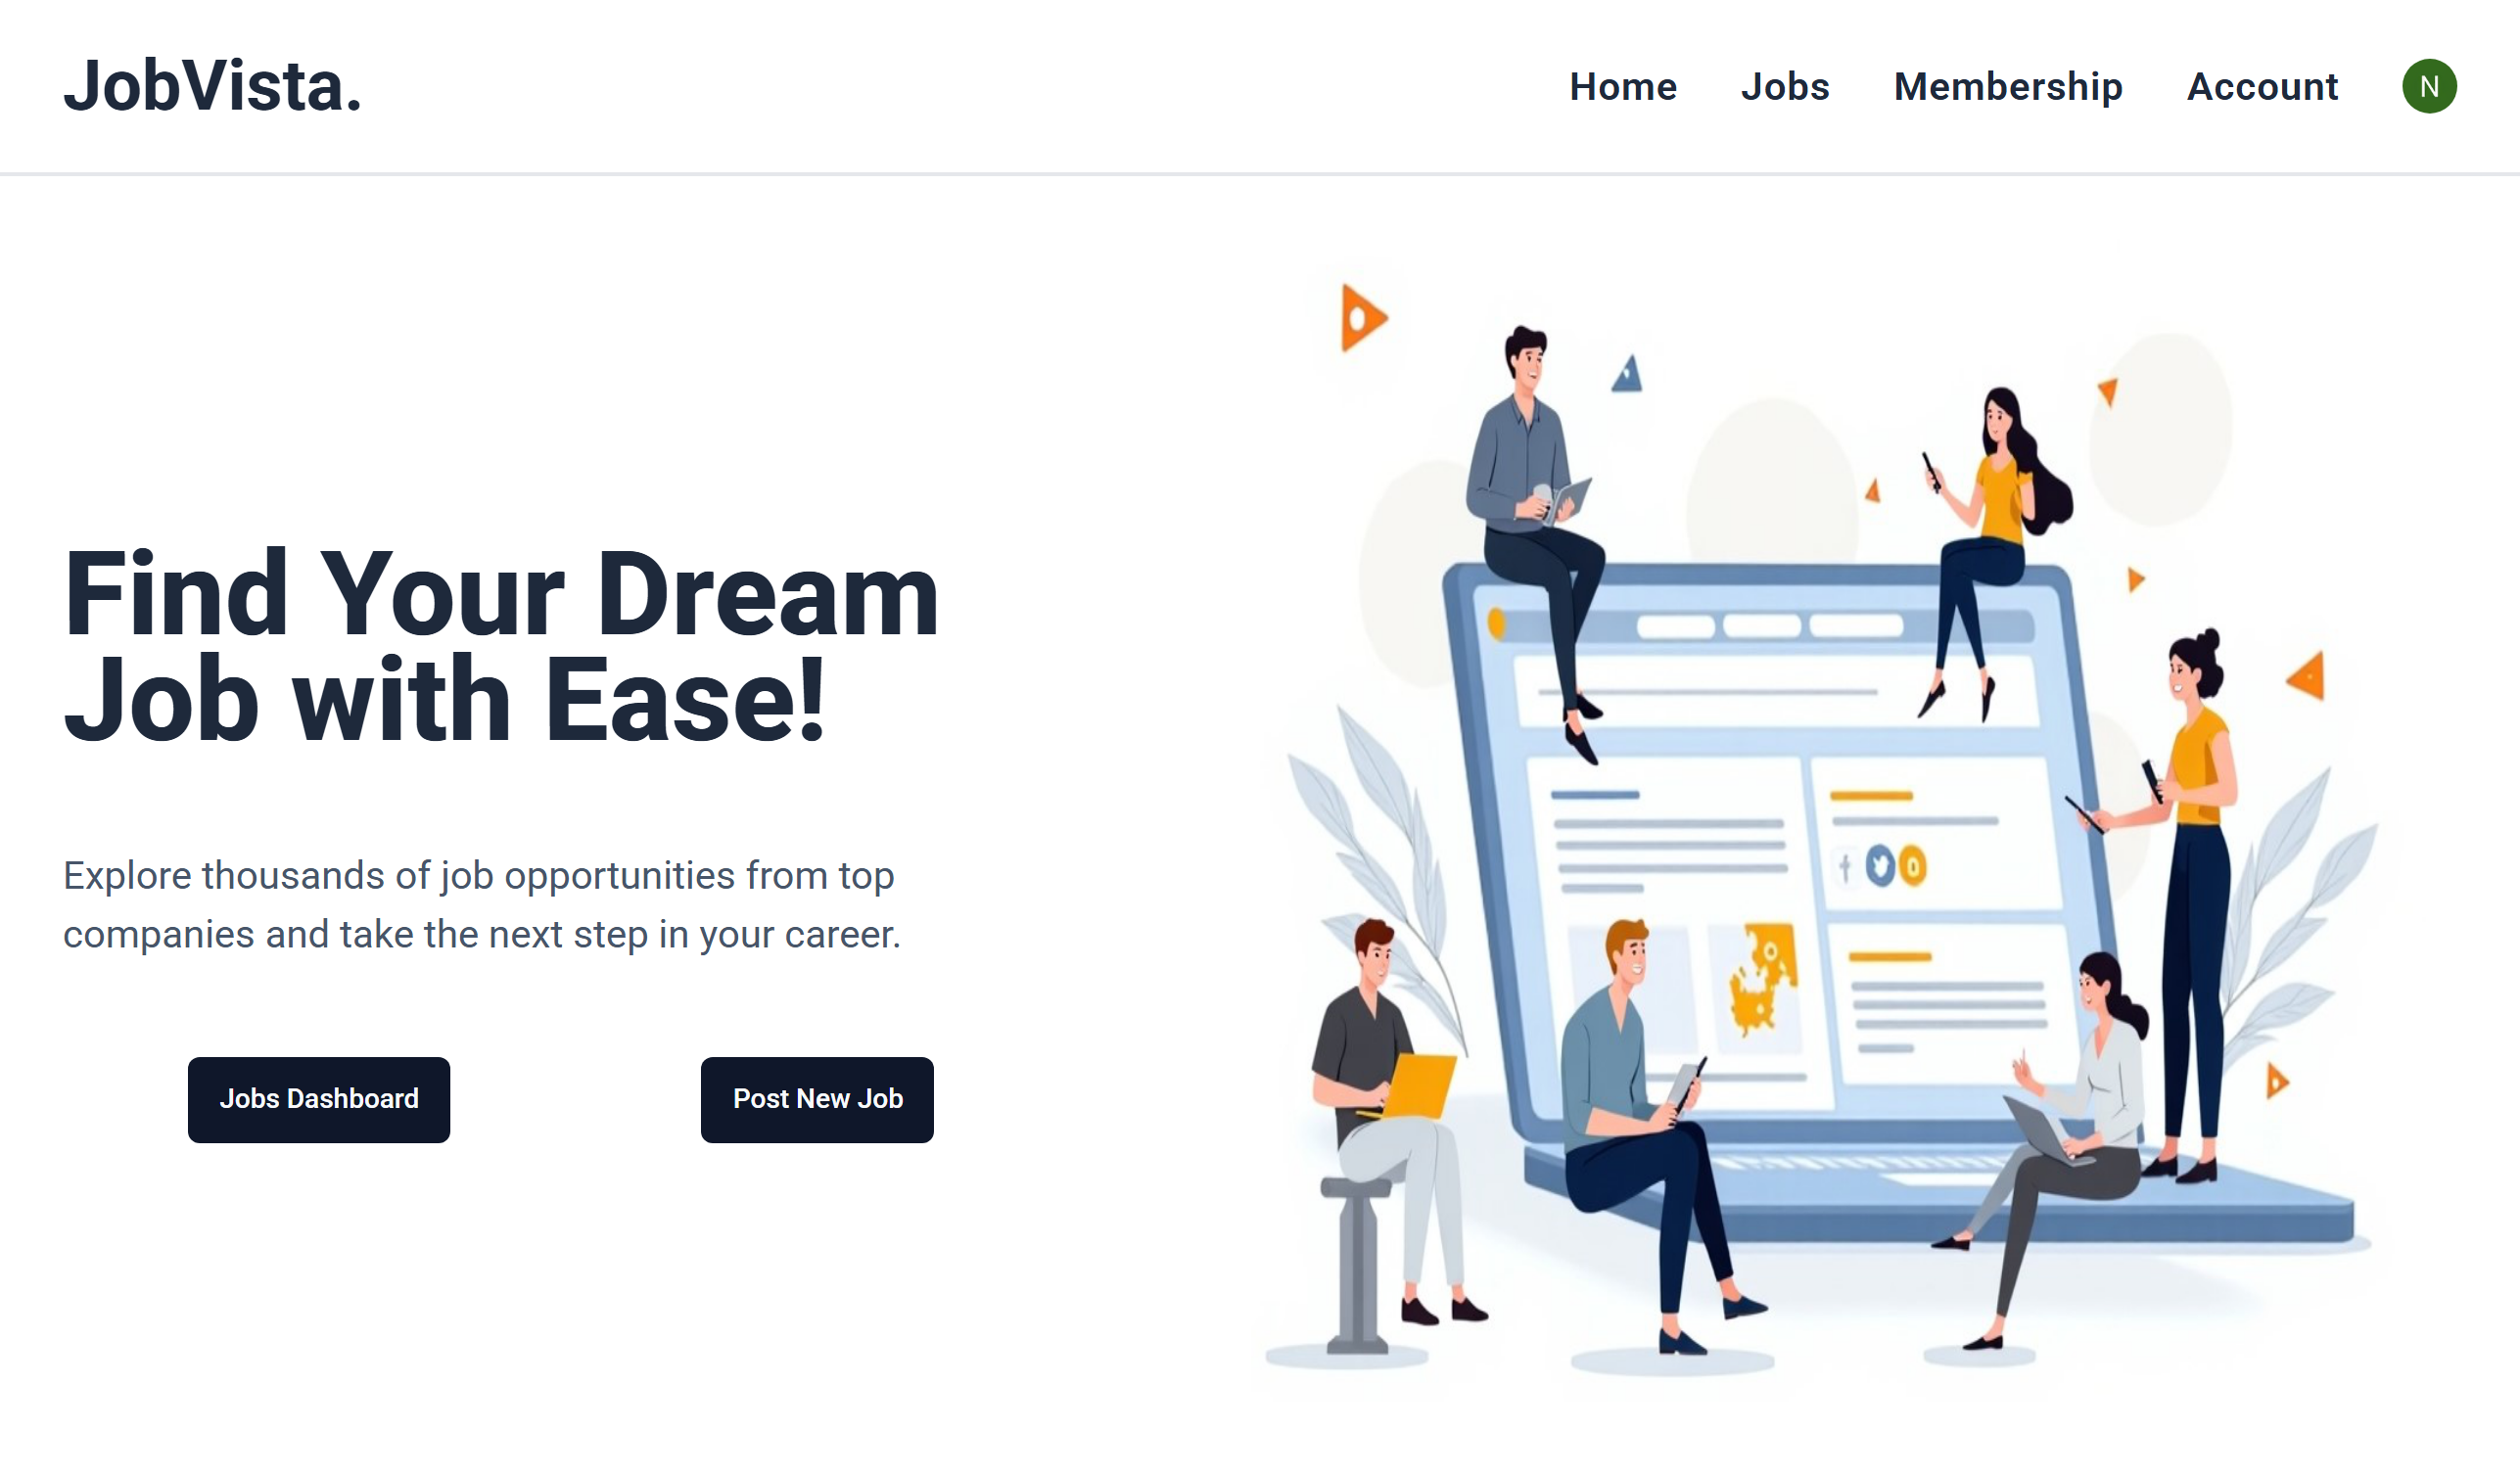 JobVista.
Home Jobs Membership Account N
Find Your Dream
Job with Ease!
Explore thousands of job opportunities from top
companies and take the next step in your career.
Jobs Dashboard Post New Job